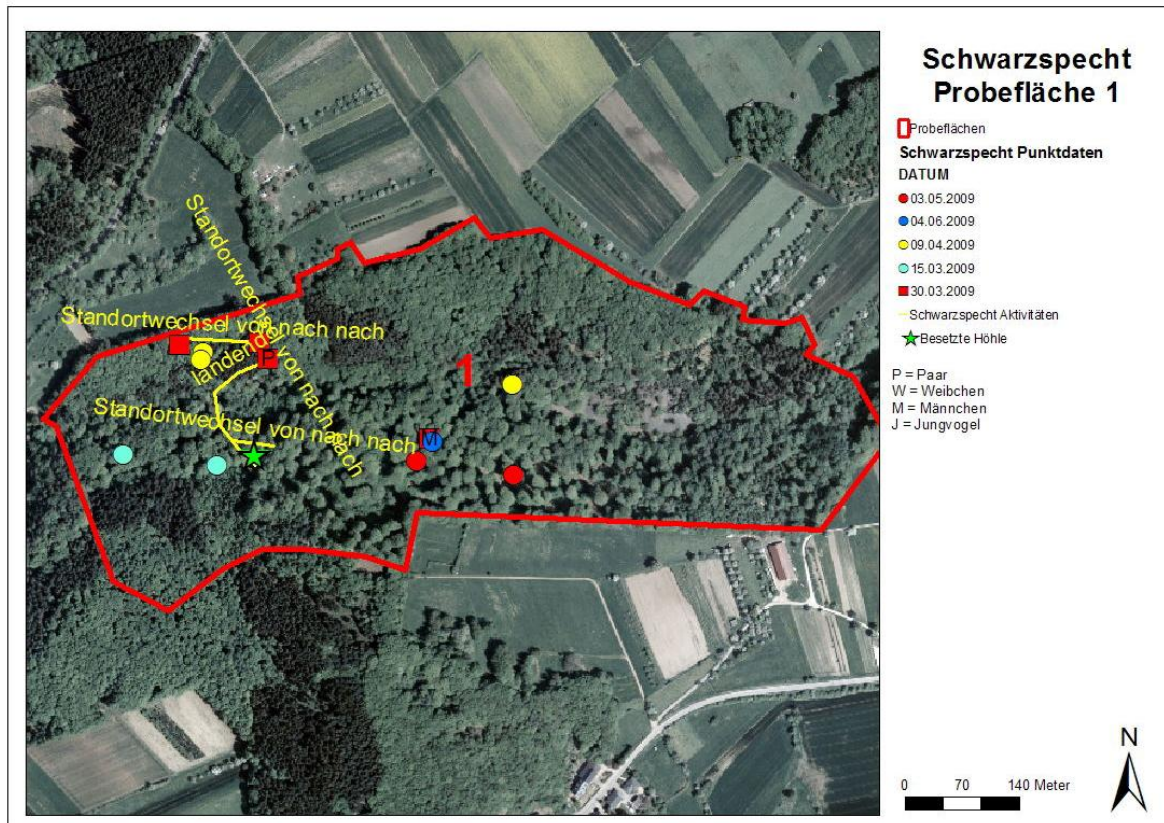 Schwarzspecht
Probefläche 1
Probeflächen
Schwarzspecht Punktdaten
DATUM
03.05.2009
04.06.2009
09.04.2009
15.03.2009
30.03.2009
Schwarzspecht Aktivitäten
Besetzte Höhle
P = Paar
W = Weibchen
M = Männchen
J = Jungvogel
Standortwechsel von nach nach
Standortwechsel von nach nach
landend
P
1
Standortwechsel von nach nach
M
N
0 70 140 Meter